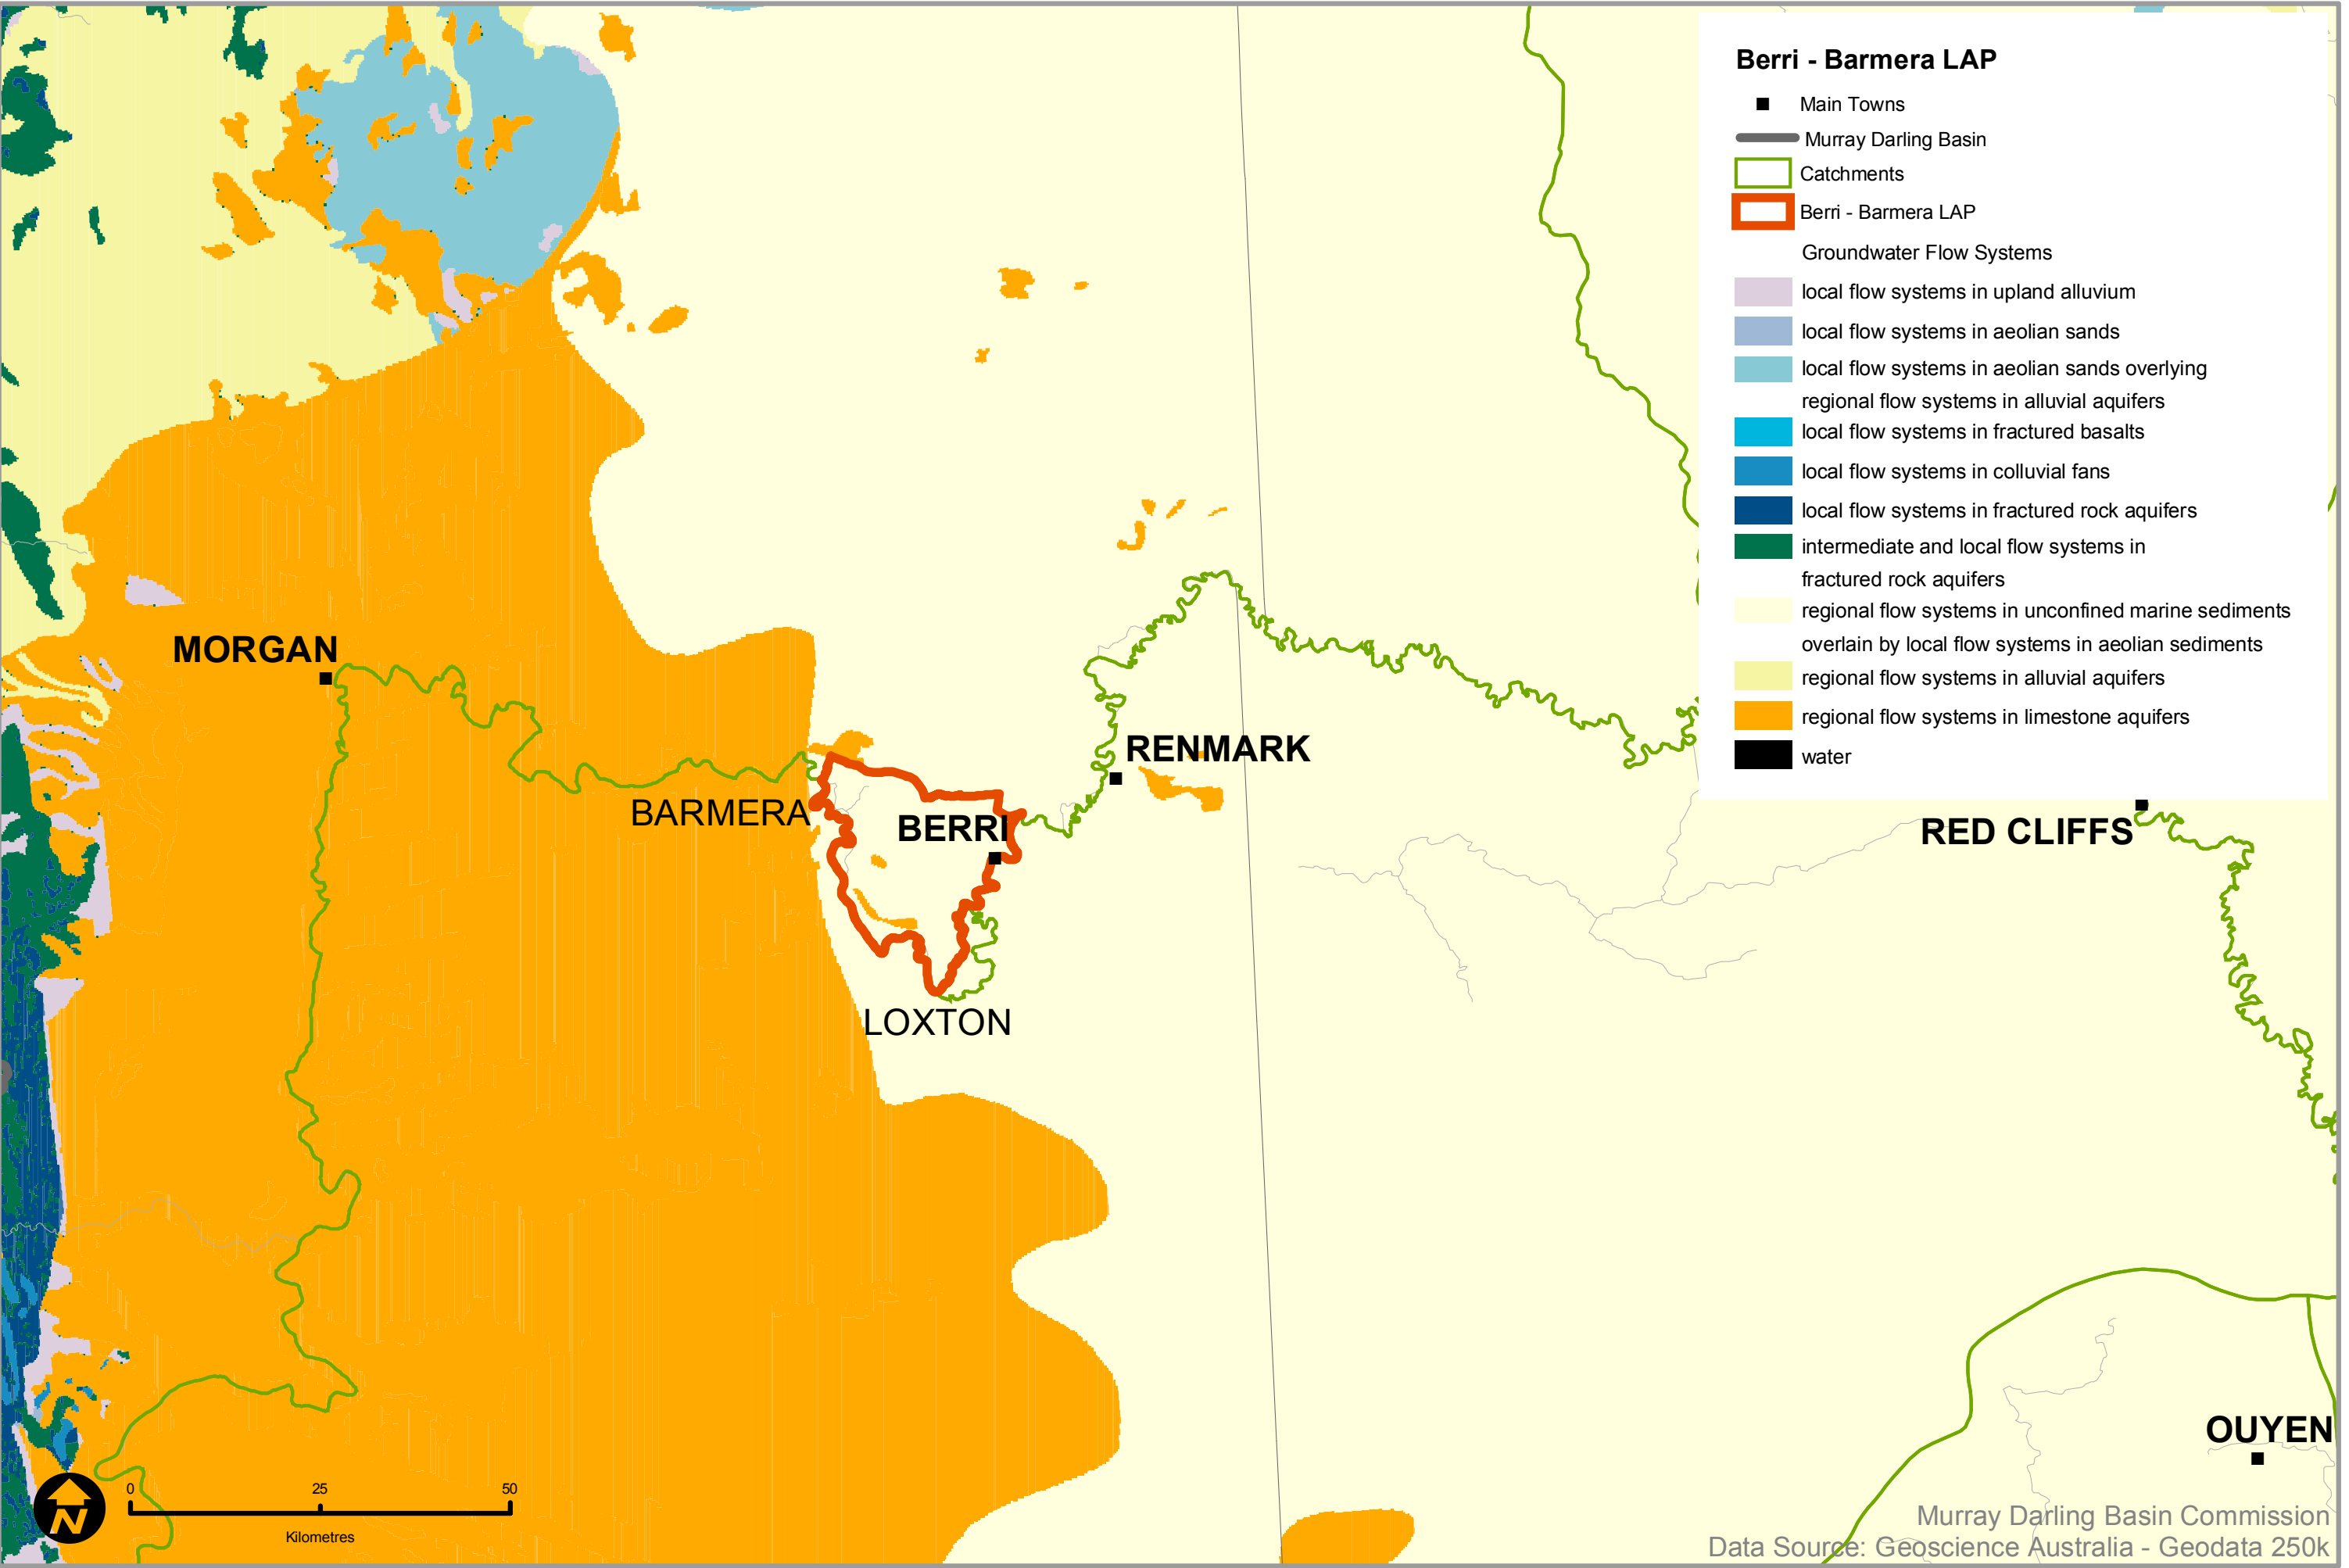 Berri - Barmera LAP
Main Towns
Murray Darling Basin
Catchments
Berri - Barmera LAP
Groundwater Flow Systems
local flow systems in upland alluvium
local flow systems in aeolian sands
local flow systems in aeolian sands overlying
regional flow systems in alluvial aquifers
local flow systems in fractured basalts
local flow systems in colluvial fans
local flow systems in fractured rock aquifers
intermediate and local flow systems in
fractured rock aquifers
regional flow systems in unconfined marine sediments
overlain by local flow systems in aeolian sediments
regional flow systems in alluvial aquifers
regional flow systems in limestone aquifers
water
MORGAN
RENMARK
BARMERA
BERRI
RED CLIFFS
LOXTON
OUYEN
N
0 25 50
Kilometres
Murray Darling Basin Commission
Data Source: Geoscience Australia - Geodata 250k